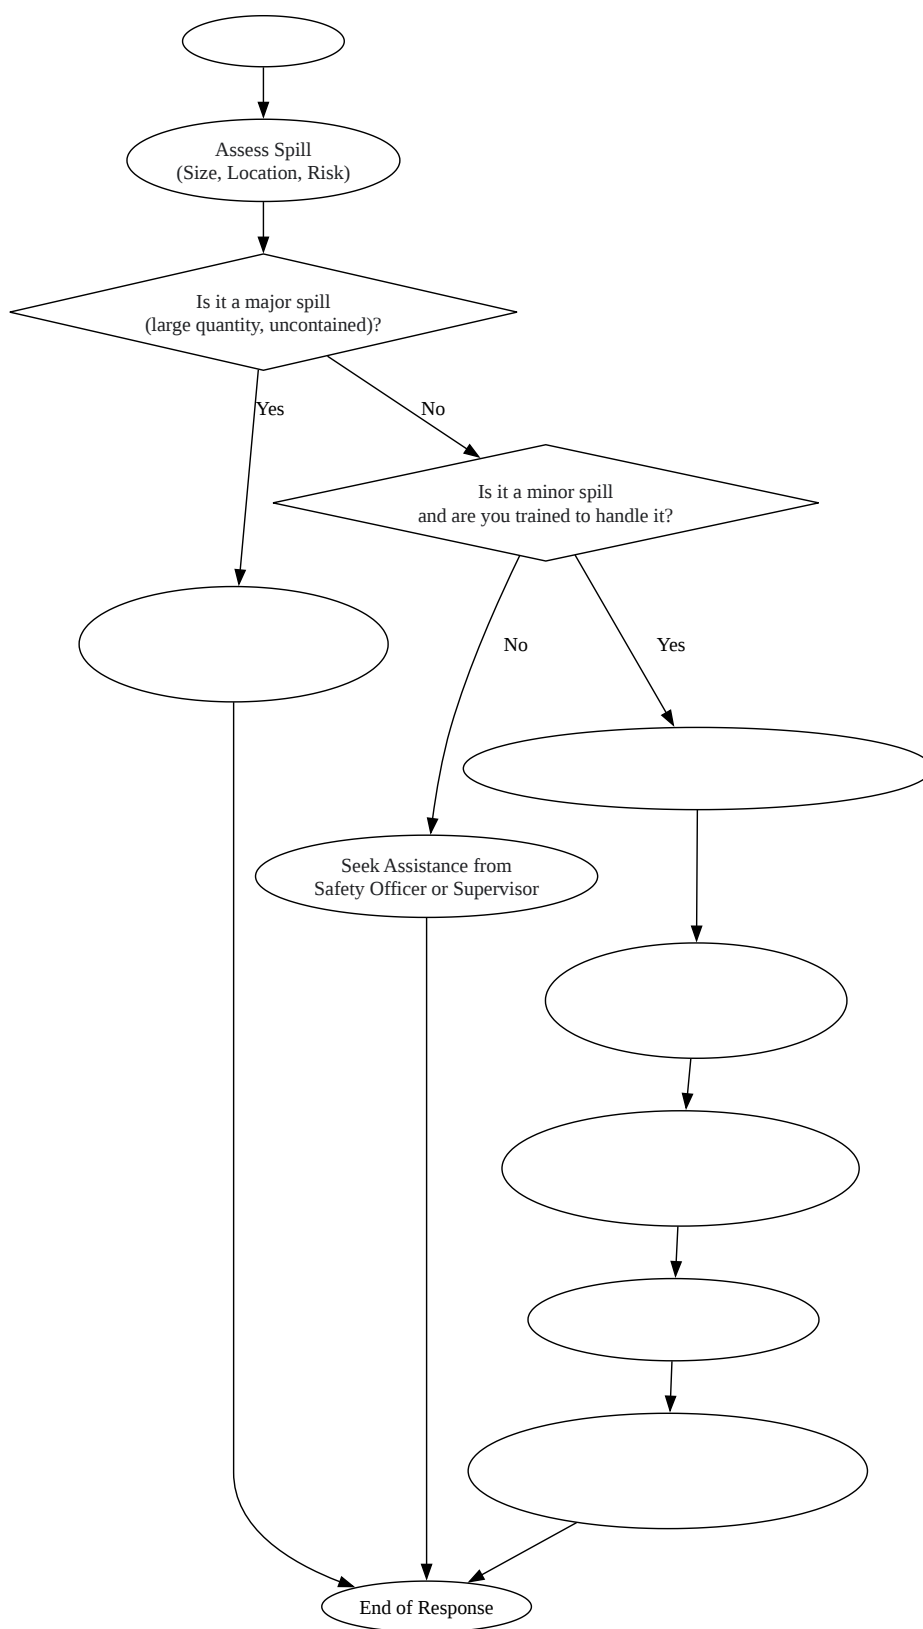 Assess Spill
(Size, Location, Risk)
Is it a major spill
(large quantity, uncontained)?
Yes
No
Is it a minor spill
and are you trained to handle it?
No
Yes
Seek Assistance from
Safety Officer or Supervisor
End of Response